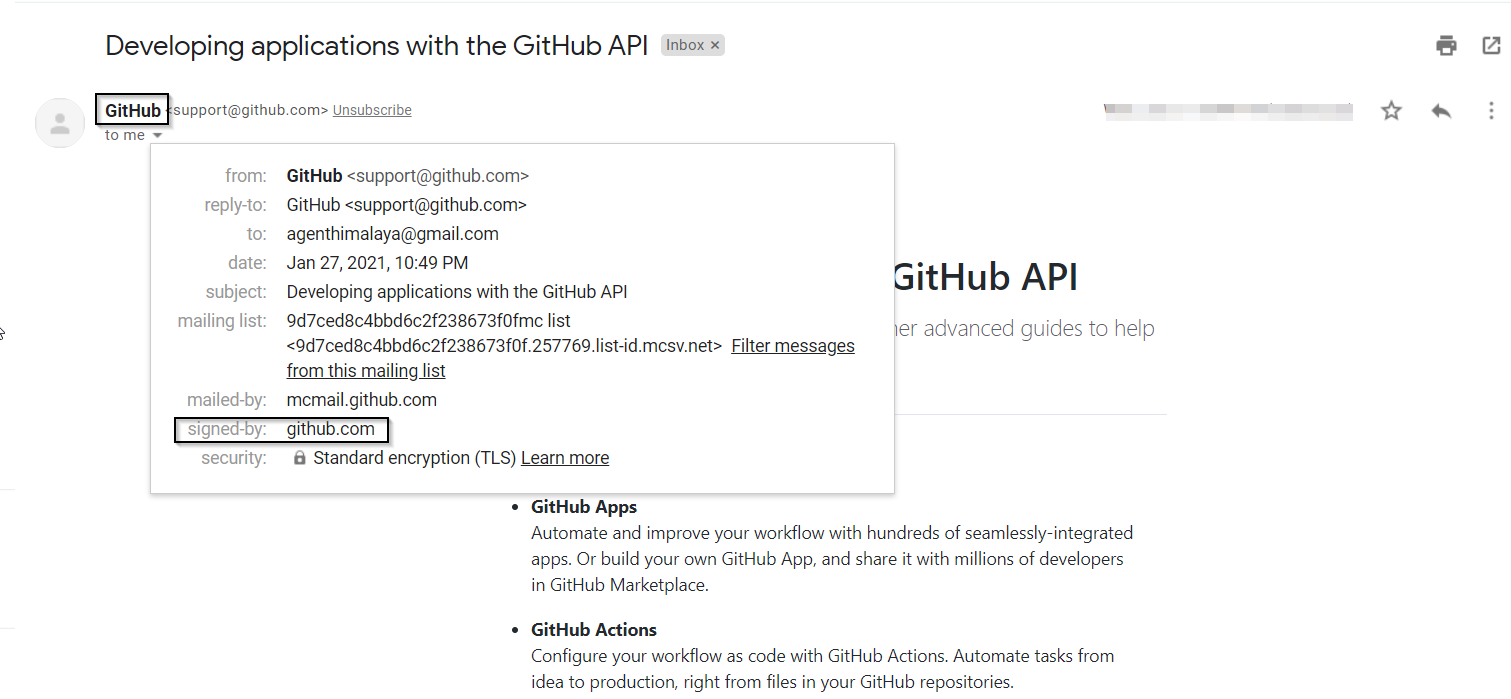 Developing applications with the GitHub API Inbox ×
GitHub <support@github.com> Unsubscribe
to me
from: GitHub <support@github.com>
reply-to: GitHub <support@github.com>
to: agenthimalaya@gmail.com
date: Jan 27, 2021, 10:49 PM
subject: Developing applications with the GitHub API
mailing list: 9d7ced8c4bbd6c2f238673f0fmc list
<9d7ced8c4bbd6c2f238673f0f.257769.list-id.mcsv.net> Filter messages
from this mailing list
mailed-by: mcmail.github.com
signed-by: github.com
security: Standard encryption (TLS) Learn more
GitHub API
advanced guides to help
• GitHub Apps
Automate and improve your workflow with hundreds of seamlessly-integrated
apps. Or build your own GitHub App, and share it with millions of developers
in GitHub Marketplace.
• GitHub Actions
Configure your workflow as code with GitHub Actions. Automate tasks from
idea to production, right from files in your GitHub repositories.